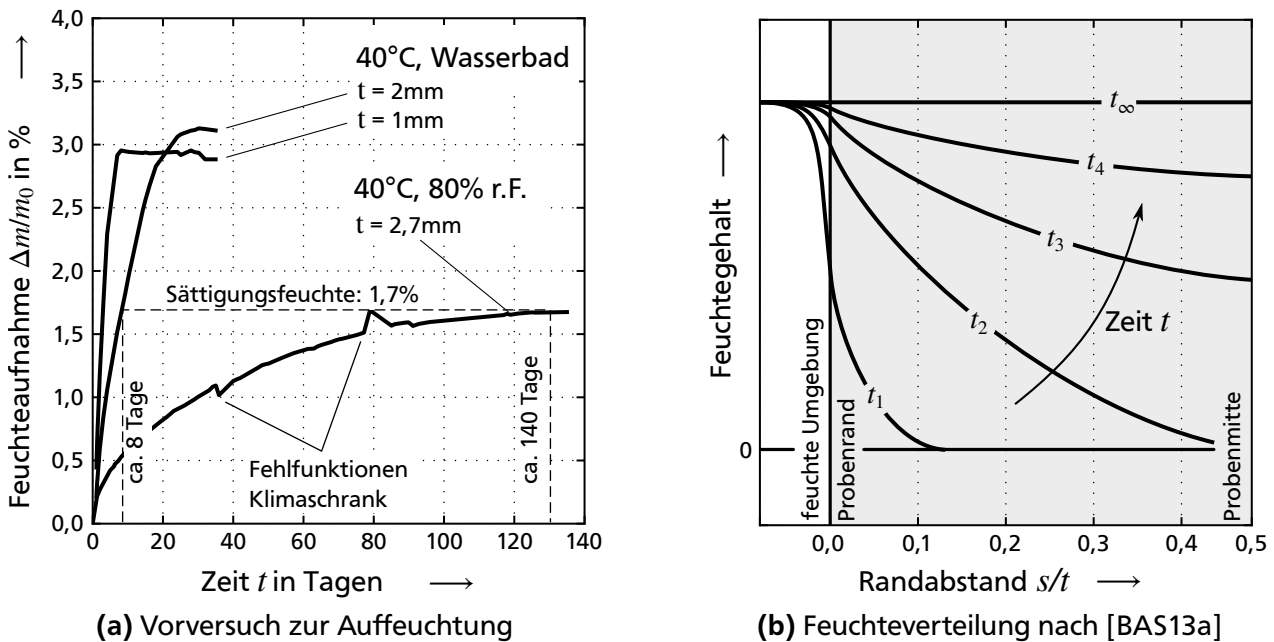 4,0
3,5
3,0
2,5
2,0
1,5
1,0
0,5
0,0
Feuchteaufnahme Δm/m0 in %
40°C, Wasserbad
t = 2mm
t = 1mm
40°C, 80% r.F.
t = 2,7mm
Sättigungsfeuchte: 1,7%
ca. 8 Tage
ca. 140 Tage
Fehlfunktionen
Klimaschrank
0 20 40 60 80 100 120 140
Zeit t in Tagen
(a) Vorversuch zur Auffeuchtung
Feuchtegehalt
0
t∞
t4
t3
t2
t1
Zeit t
feuchte Umgebung
Probenrand
Probenmitte
0,0 0,1 0,2 0,3 0,4 0,5
Randabstand s/t
(b) Feuchteverteilung nach [BAS13a]